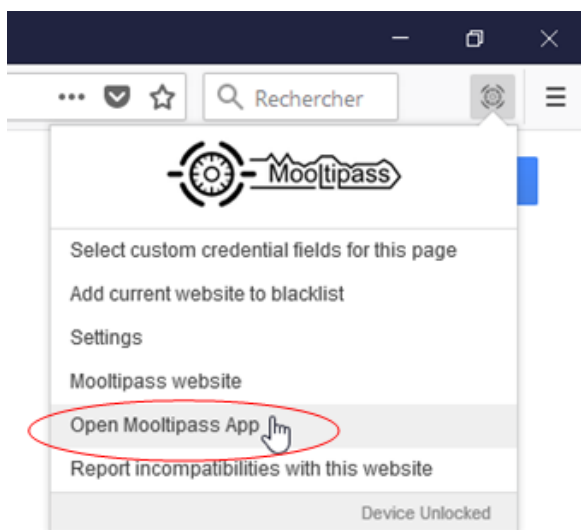 Rechercher
Mooltipass
Select custom credential fields for this page
Add current website to blacklist
Settings
Mooltipass website
Open Mooltipass App
Report incompatibilities with this website
Device Unlocked